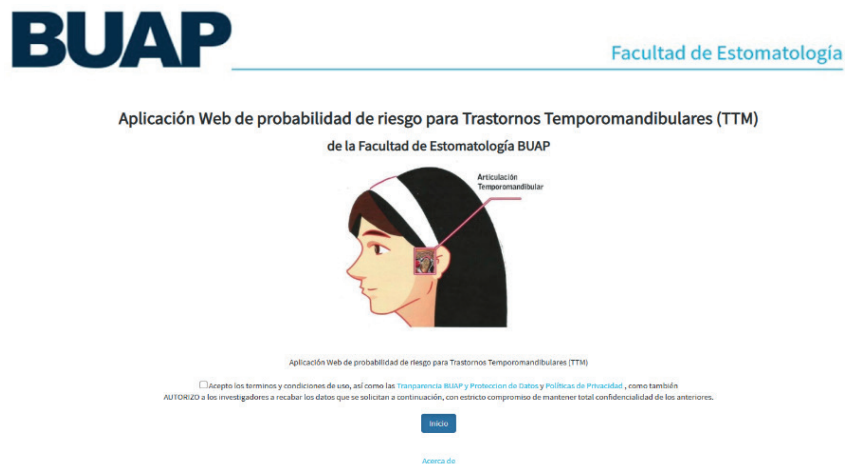 BUAP
Facultad de Estomatología
Aplicación Web de probabilidad de riesgo para Trastornos Temporomandibulares (TTM)
de la Facultad de Estomatología BUAP
Articulación
Temporomandibular
Aplicación Web de probabilidad de riesgo para Trastornos Temporomandibulares (TTM)
Acepto los terminos y condiciones de uso, así como las Tranparencia BUAP y Proteccion de Datos y Políticas de Privacidad , como también
AUTORIZO a los investigadores a recabar los datos que se solicitan a continuación, con estricto compromiso de mantener total confidencialidad de los anteriores.
Inicio
Acerca de